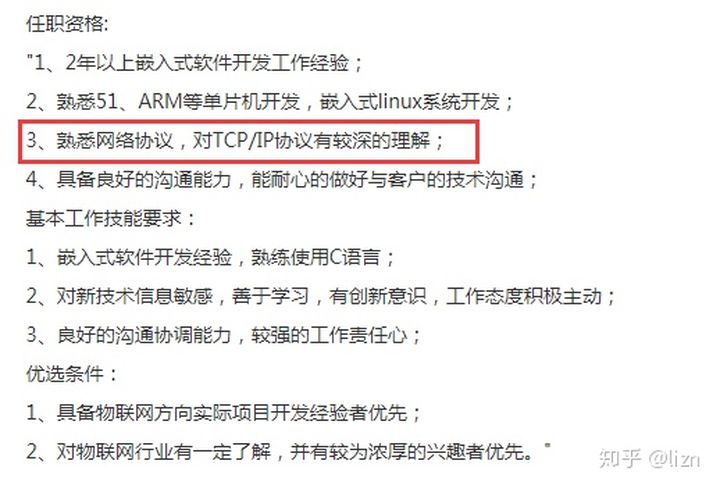 任职资格:
"1、2年以上嵌入式软件开发工作经验；
2、熟悉51、ARM等单片机开发，嵌入式linux系统开发；
3、熟悉网络协议，对TCP/IP协议有较深的理解；
4、具备良好的沟通能力，能耐心的做好与客户的技术沟通；
基本工作技能要求：
1、嵌入式软件开发经验，熟练使用C语言；
2、对新技术信息敏感，善于学习，有创新意识，工作态度积极主动；
3、良好的沟通协调能力，较强的工作责任心；
优选条件：
1、具备物联网方向实际项目开发经验者优先；
2、对物联网行业有一定了解，并有较为浓厚的兴趣者优先。"
知乎 @lizn